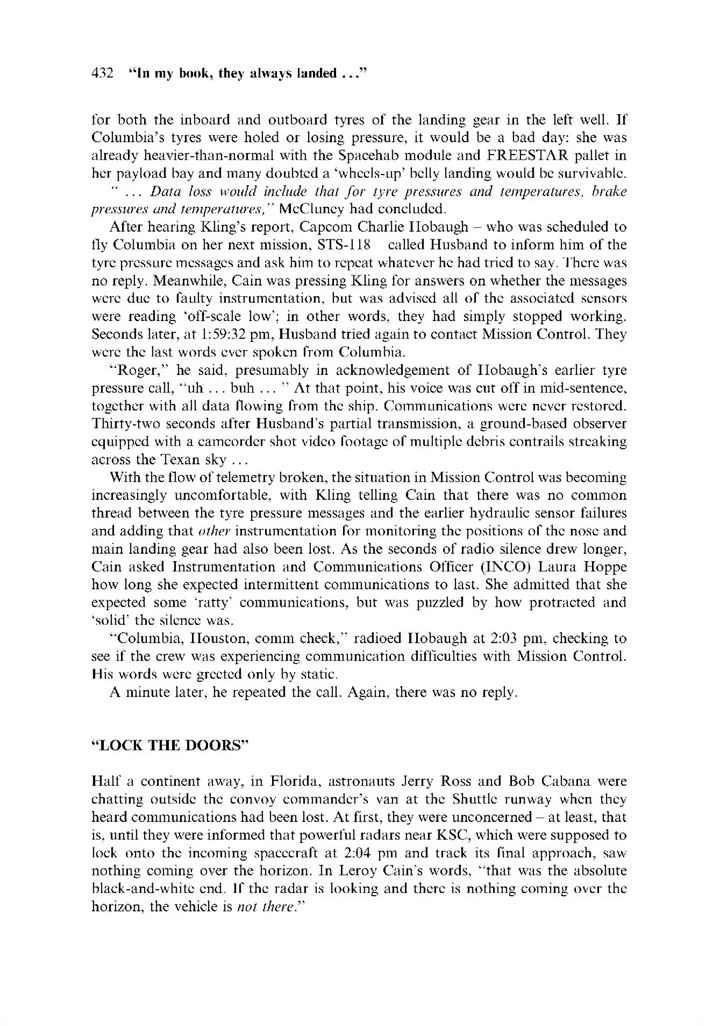 432 “In my book, they always landed ...”
for both the inboard and outboard tyres of the landing gear in the left well. If
Columbia’s tyres were holed or losing pressure, it would be a bad day: she was
already heavier-than-normal with the Spacehab module and FREESTAR pallet in
her payload bay and many doubted a ‘wheels-up’ belly landing would be survivable.
“ ... Data loss would include that for tyre pressures and temperatures, brake
pressures and temperatures,” McCluney had concluded.
After hearing Kling’s report, Capcom Charlie Hobaugh – who was scheduled to
fly Columbia on her next mission, STS-118 called Husband to inform him of the
tyre pressure messages and ask him to repeat whatever he had tried to say. There was
no reply. Meanwhile, Cain was pressing Kling for answers on whether the messages
were due to faulty instrumentation, but was advised all of the associated sensors
were reading ‘off-scale low’; in other words, they had simply stopped working.
Seconds later, at 1:59:32 pm, Husband tried again to contact Mission Control. They
were the last words ever spoken from Columbia.
“Roger,” he said, presumably in acknowledgement of Hobaugh’s earlier tyre
pressure call, “uh ... buh ... ” At that point, his voice was cut off in mid-sentence,
together with all data flowing from the ship. Communications were never restored.
Thirty-two seconds after Husband’s partial transmission, a ground-based observer
equipped with a camcorder shot video footage of multiple debris contrails streaking
across the Texan sky ...
With the flow of telemetry broken, the situation in Mission Control was becoming
increasingly uncomfortable, with Kling telling Cain that there was no common
thread between the tyre pressure messages and the earlier hydraulic sensor failures
and adding that other instrumentation for monitoring the positions of the nose and
main landing gear had also been lost. As the seconds of radio silence drew longer,
Cain asked Instrumentation and Communications Officer (INCO) Laura Hoppe
how long she expected intermittent communications to last. She admitted that she
expected some ‘ratty’ communications, but was puzzled by how protracted and
‘solid’ the silence was.
“Columbia, Houston, comm check,” radioed Hobaugh at 2:03 pm, checking to
see if the crew was experiencing communication difficulties with Mission Control.
His words were greeted only by static.
A minute later, he repeated the call. Again, there was no reply.
“LOCK THE DOORS”
Half a continent away, in Florida, astronauts Jerry Ross and Bob Cabana were
chatting outside the convoy commander’s van at the Shuttle runway when they
heard communications had been lost. At first, they were unconcerned – at least, that
is, until they were informed that powerful radars near KSC, which were supposed to
lock onto the incoming spacecraft at 2:04 pm and track its final approach, saw
nothing coming over the horizon. In Leroy Cain’s words, “that was the absolute
black-and-white end. If the radar is looking and there is nothing coming over the
horizon, the vehicle is not there.”